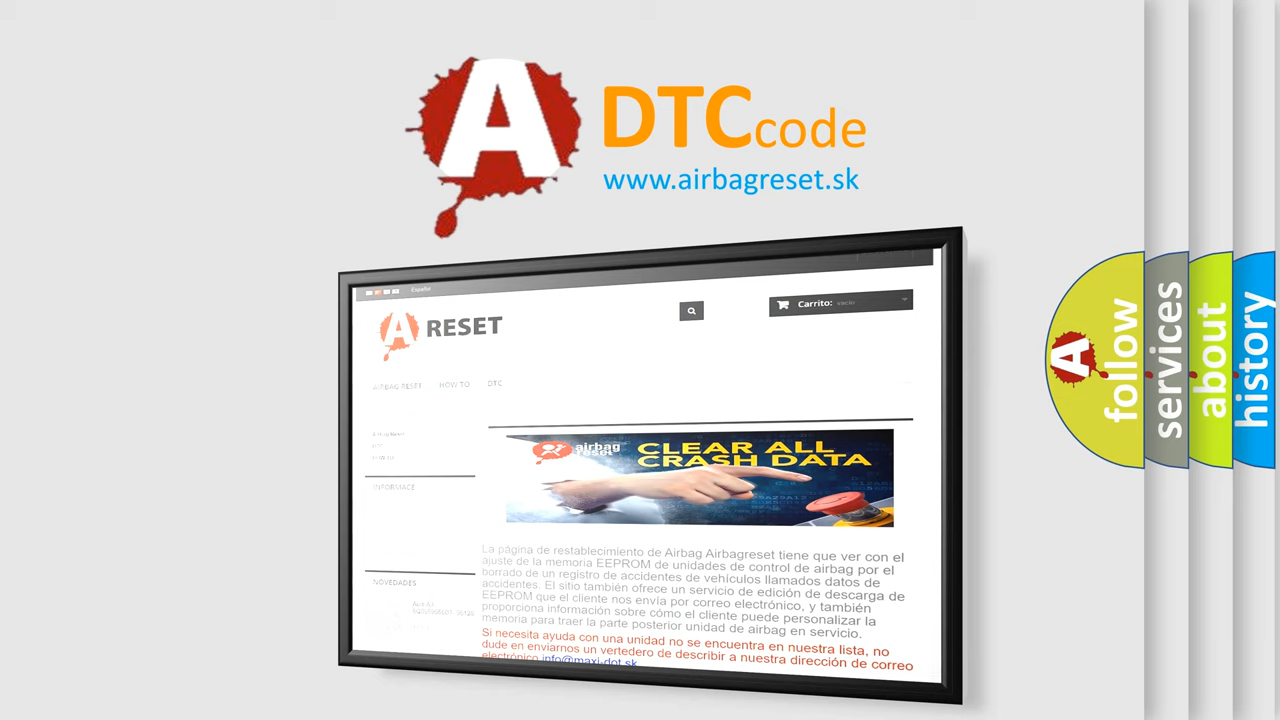 A DTCcode
www.airbagreset.sk
Español
A RESET
Carrito: vacío
AIRBAG RESET HOW TO DTC
INFORMACE
airbag
reset
CLEAR ALL
CRASH DATA
La página de restablecimiento de Airbag Airbagreset tiene que ver con el
ajuste de la memoria EEPROM de unidades de control de airbag por el
borrado de un registro de accidentes de vehículos llamados datos de
accidentes. El sitio también ofrece un servicio de edición de descarga de
EEPROM que el cliente nos envía por correo electrónico, y también
proporciona información sobre cómo el cliente puede personalizar la
memoria para traer la parte posterior unidad de airbag en servicio.
Si necesita ayuda con una unidad no se encuentra en nuestra lista, no
dude en enviarnos un vertedero de describir a nuestra dirección de correo
electrónico info@maxi-dot.sk
NOVEDADES
A follow
services
about
history